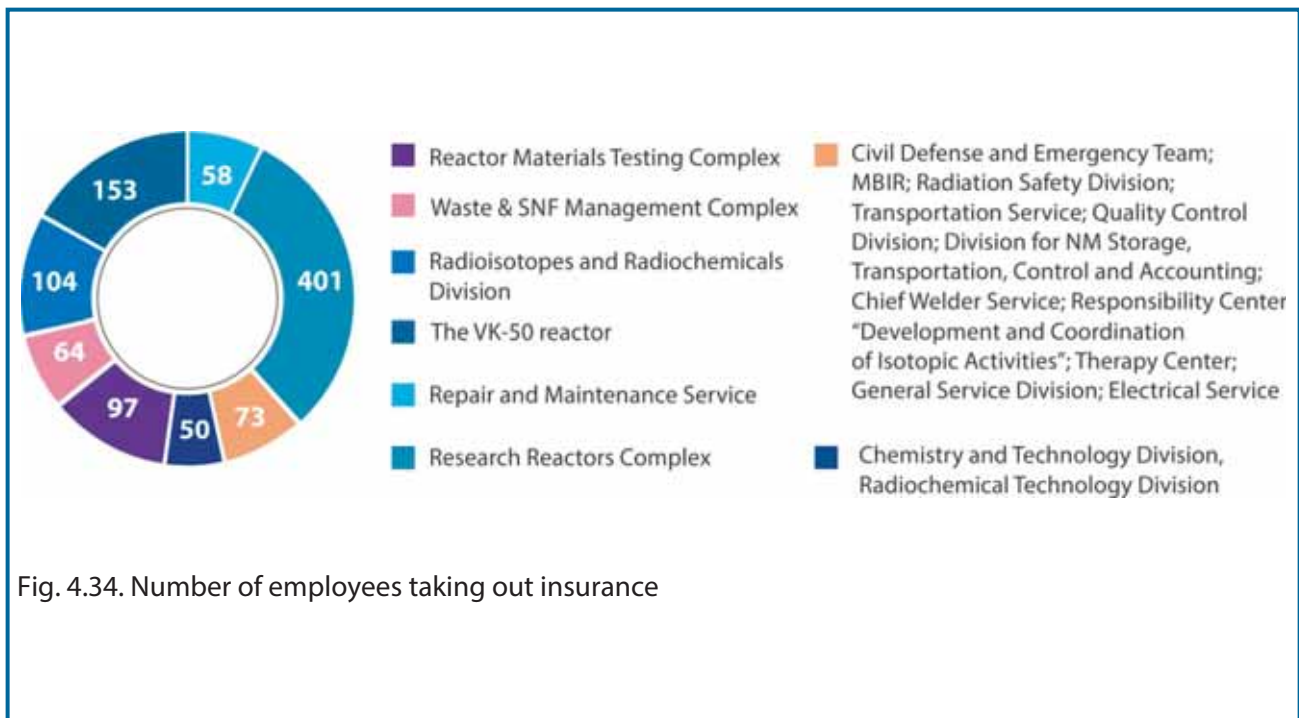 153
58
401
104
64
97
50
73
Reactor Materials Testing Complex
Waste & SNF Management Complex
Radioisotopes and Radiochemicals
Division
The VK-50 reactor
Repair and Maintenance Service
Research Reactors Complex
Civil Defense and Emergency Team;
MBIR; Radiation Safety Division;
Transportation Service; Quality Control
Division; Division for NM Storage,
Transportation, Control and Accounting;
Chief Welder Service; Responsibility Center
“Development and Coordination
of Isotopic Activities”; Therapy Center;
General Service Division; Electrical Service
Chemistry and Technology Division,
Radiochemical Technology Division
Fig. 4.34. Number of employees taking out insurance